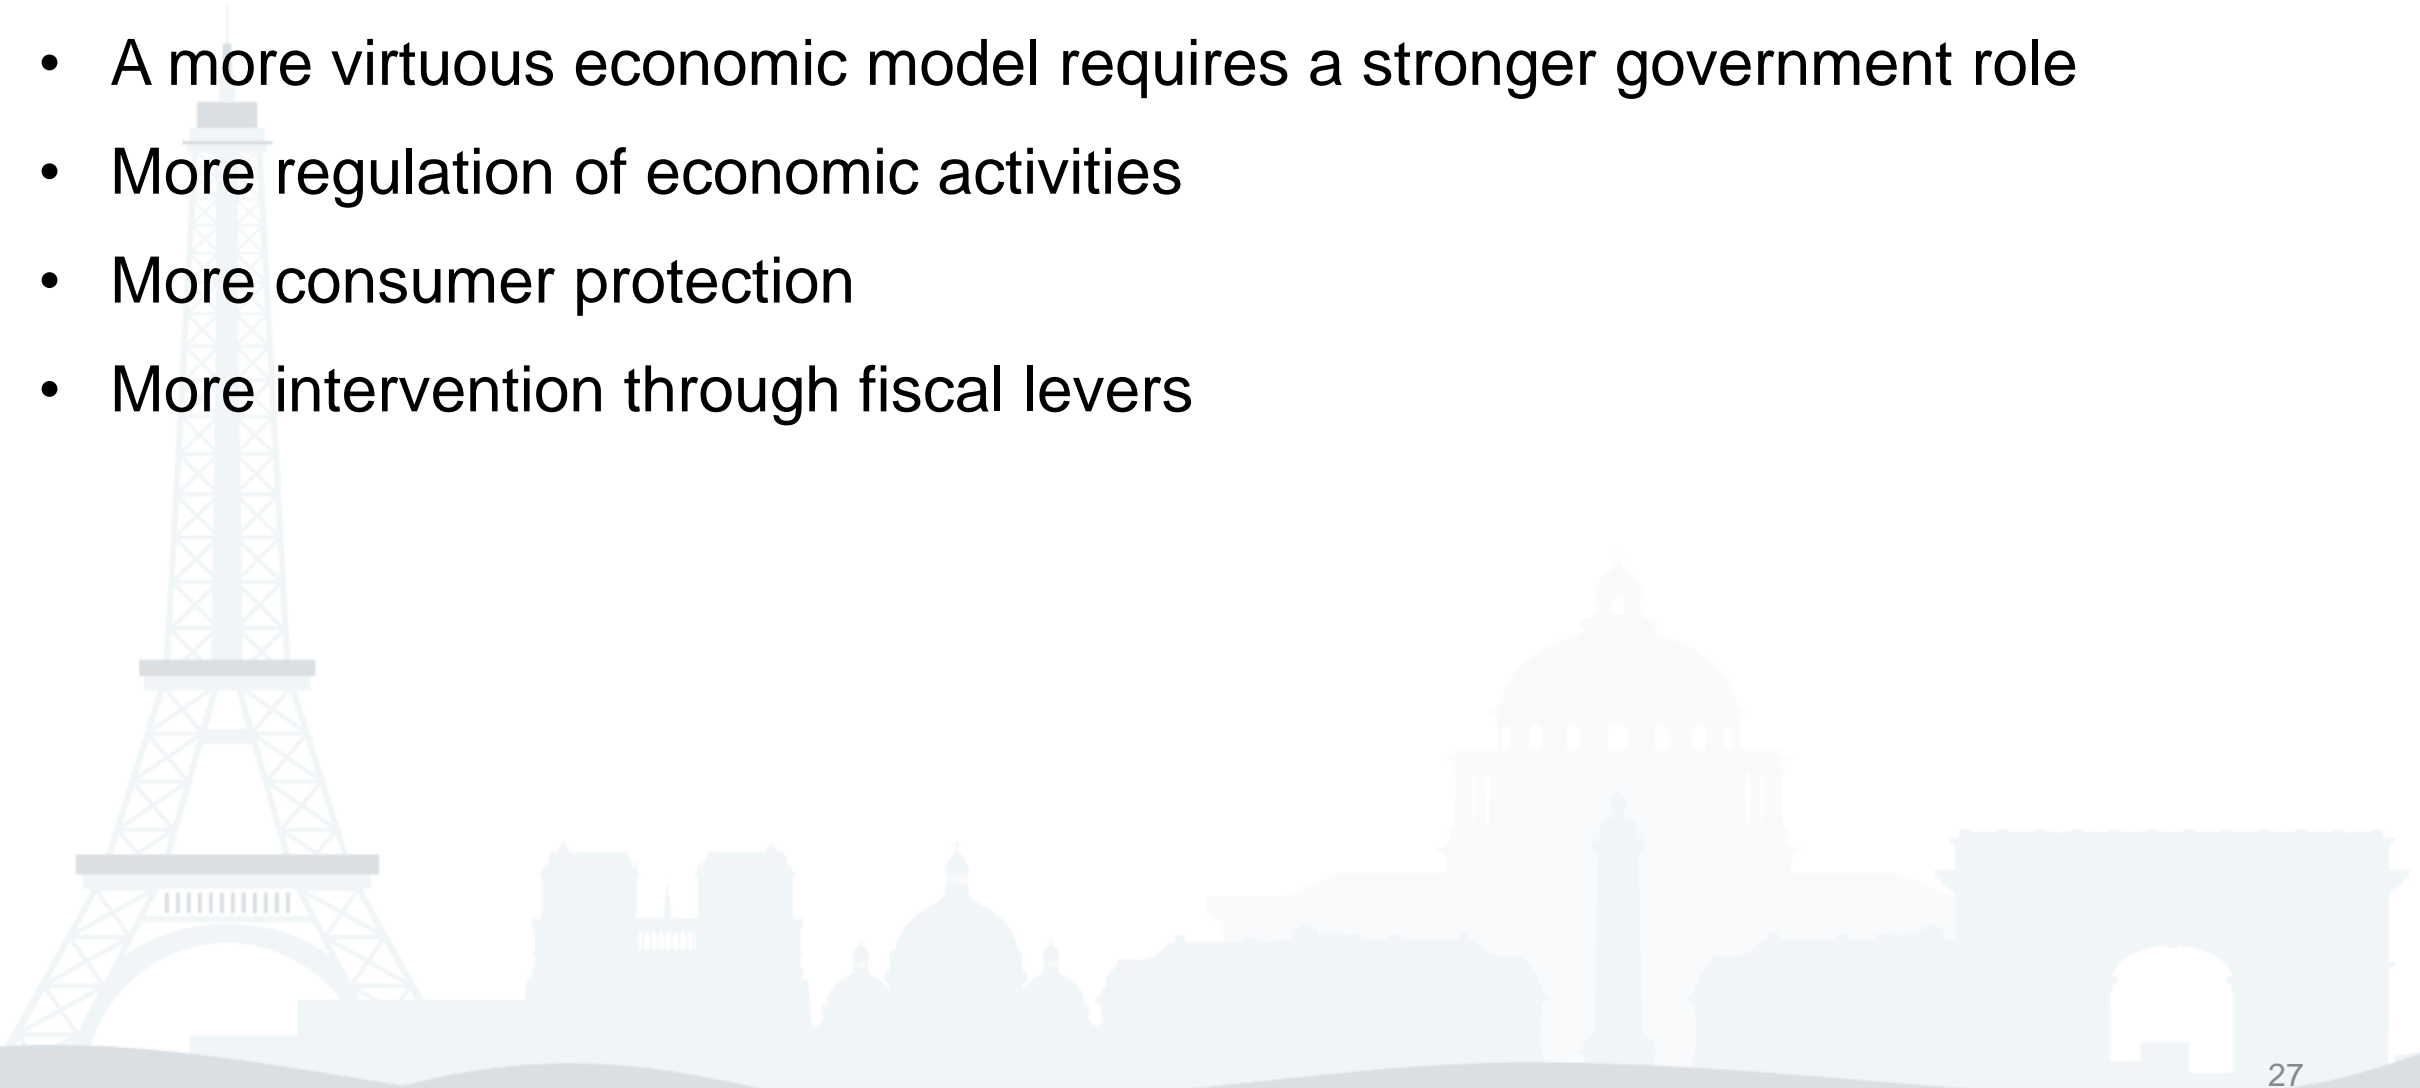 • A more virtuous economic model requires a stronger government role
• More regulation of economic activities
• More consumer protection
• More intervention through fiscal levers
27